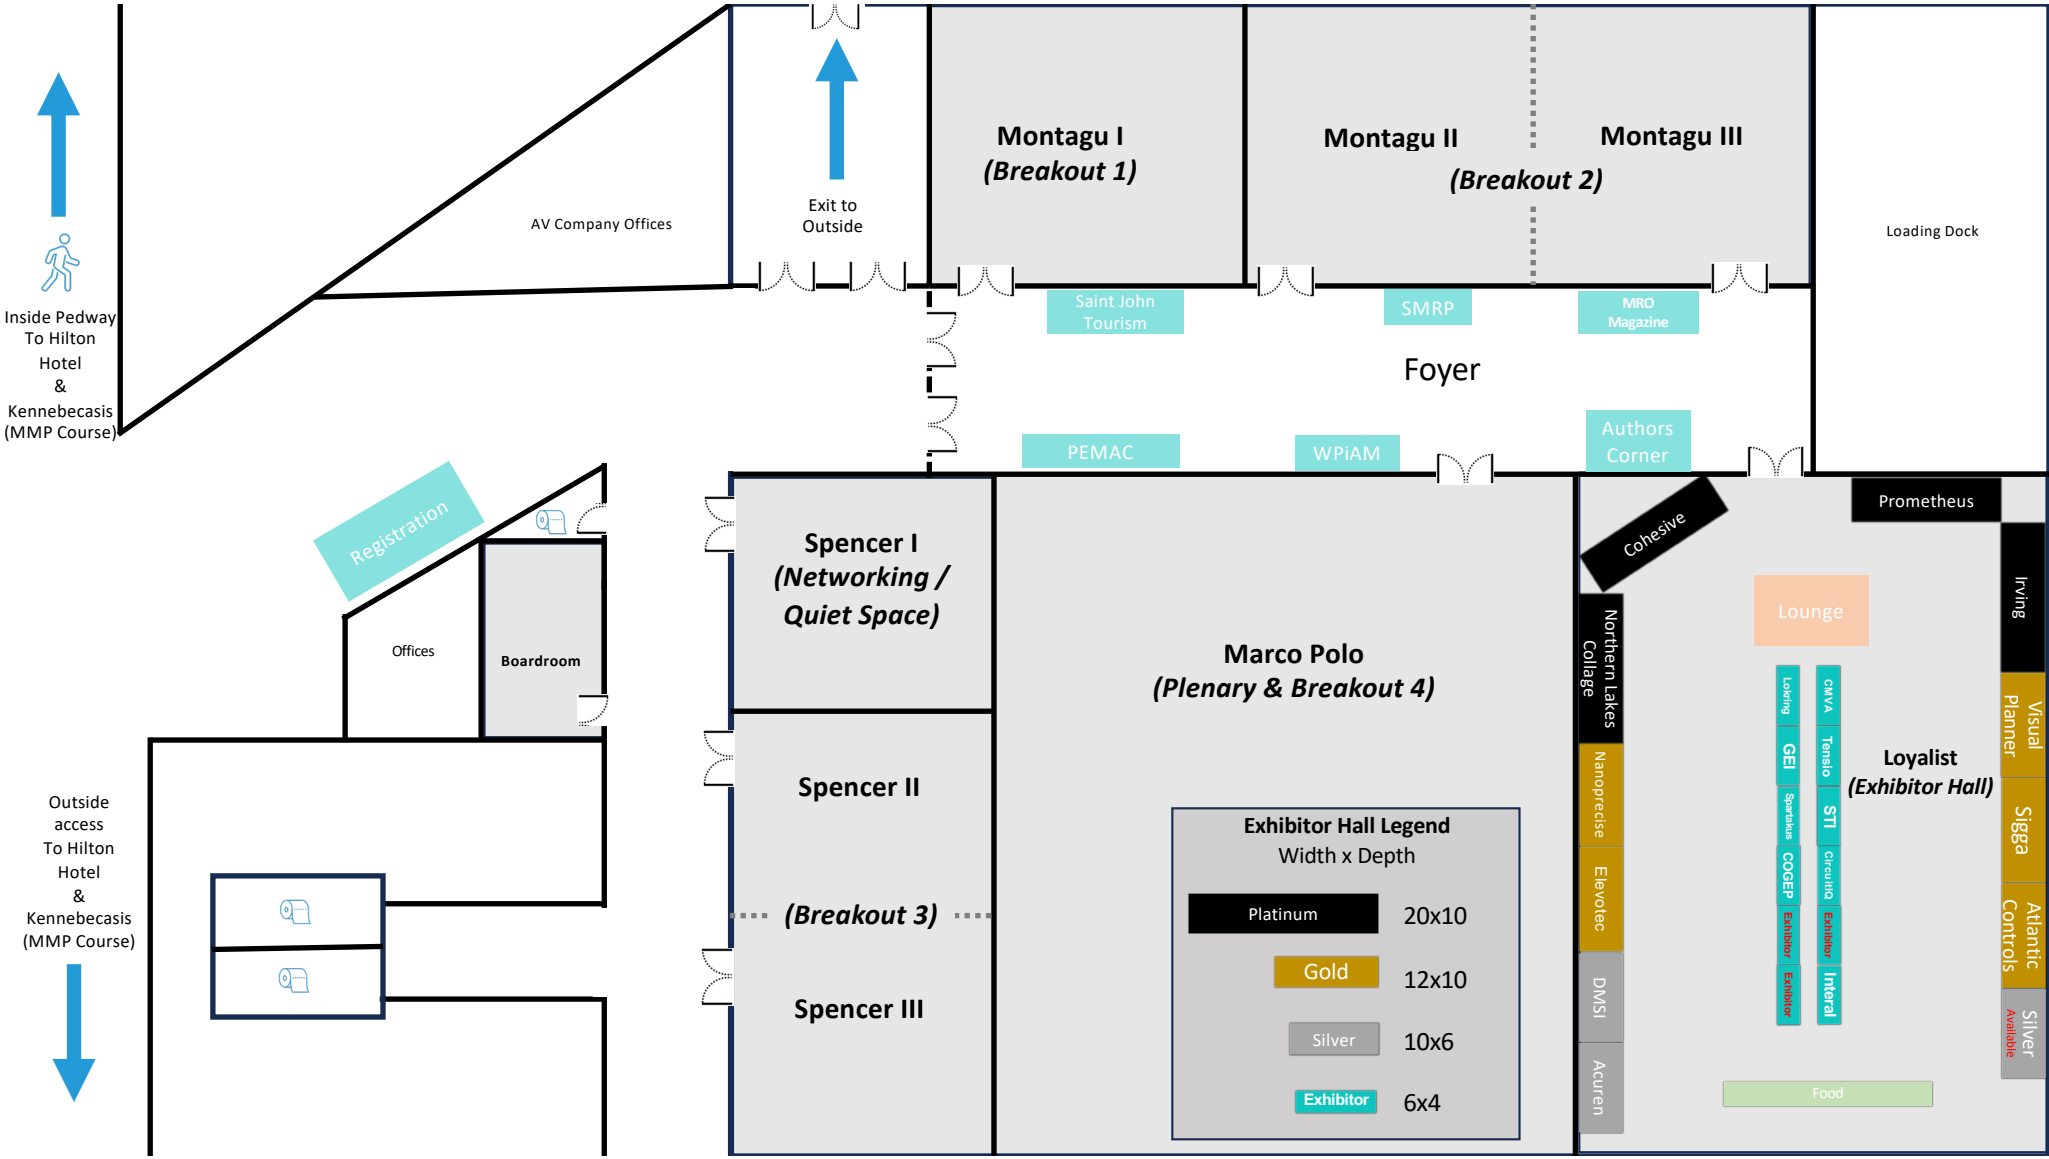 Montagu I
(Breakout 1)
Montagu II
Montagu III
(Breakout 2)
Exit to
Outside
AV Company Offices
Loading Dock
Inside Pedway
To Hilton
Hotel
&
Kennebecasis
(MMP Course)
Saint John
Tourism
SMRP
MRO
Magazine
Foyer
PEMAC
WPiAM
Authors
Corner
Registration
Offices
Boardroom
Spencer I
(Networking /
Quiet Space)
Spencer II
(Breakout 3)
Spencer III
Marco Polo
(Plenary & Breakout 4)
Exhibitor Hall Legend
Width x Depth
Platinum
20x10
Gold
12x10
Silver
10x6
Exhibitor
6x4
Cohesive
Prometheus
Irving
Lounge
Northern Lakes
Collage
Nanoprecise
Elevotec
DMSI
Acuren
Lokring
GEI
Spartakus
COGEP
Exhibitor
Exhibitor
CMVA
Tensio
STI
CircuitIQ
Exhibitor
Interal
Loyalist
(Exhibitor Hall)
Visual
Planner
Sigga
Atlantic
Controls
Silver
Available
Food
Outside
access
To Hilton
Hotel
&
Kennebecasis
(MMP Course)